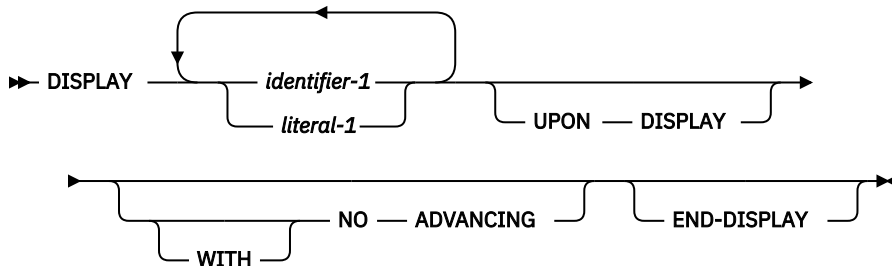 DISPLAY identifier-1
literal-1
UPON DISPLAY
NO ADVANCING END-DISPLAY
WITH